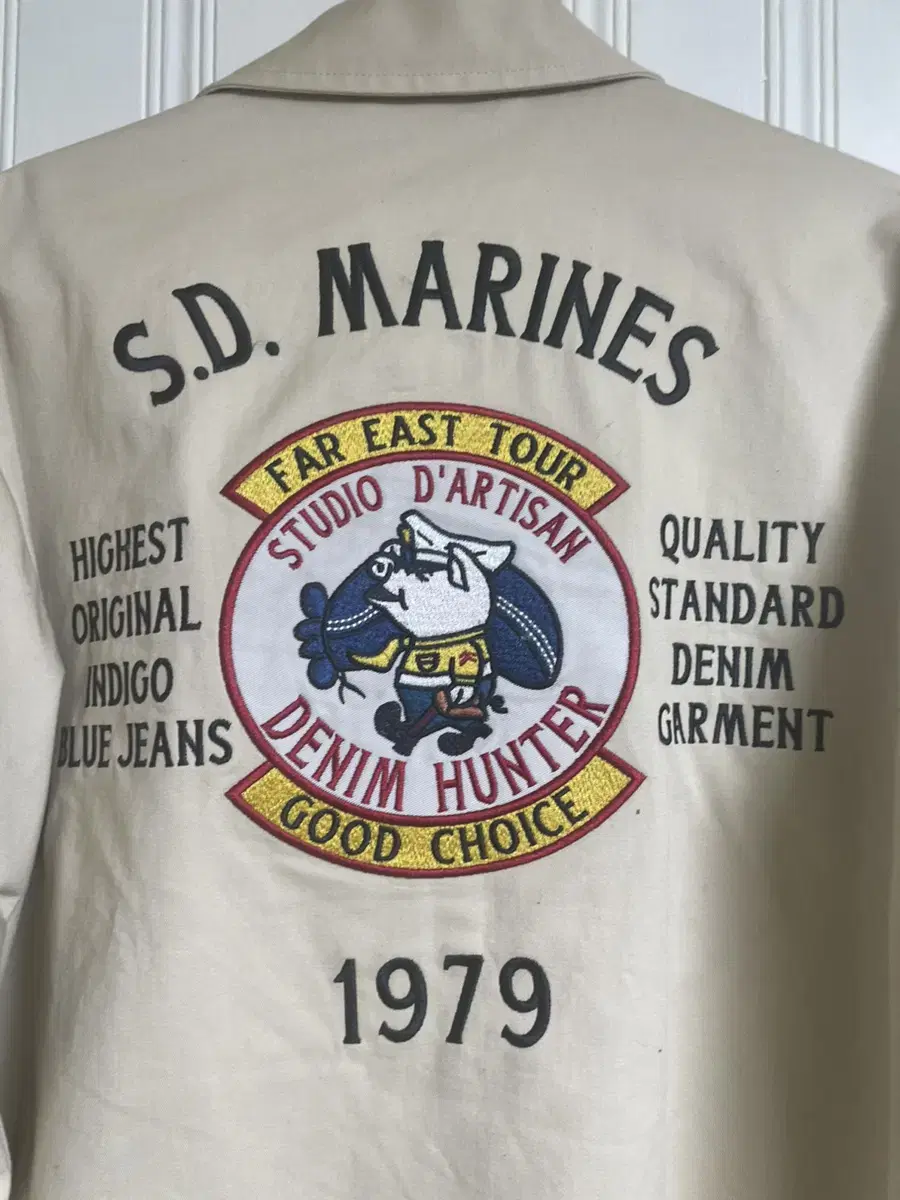 S.D. MARINES
FAR EAST TOUR
STUDIO D'ARTISAN
HIGHEST
ORIGINAL
INDIGO
BLUE JEANS
QUALITY
STANDARD
DENIM
GARMENT
DENIM HUNTER
GOOD CHOICE
1979